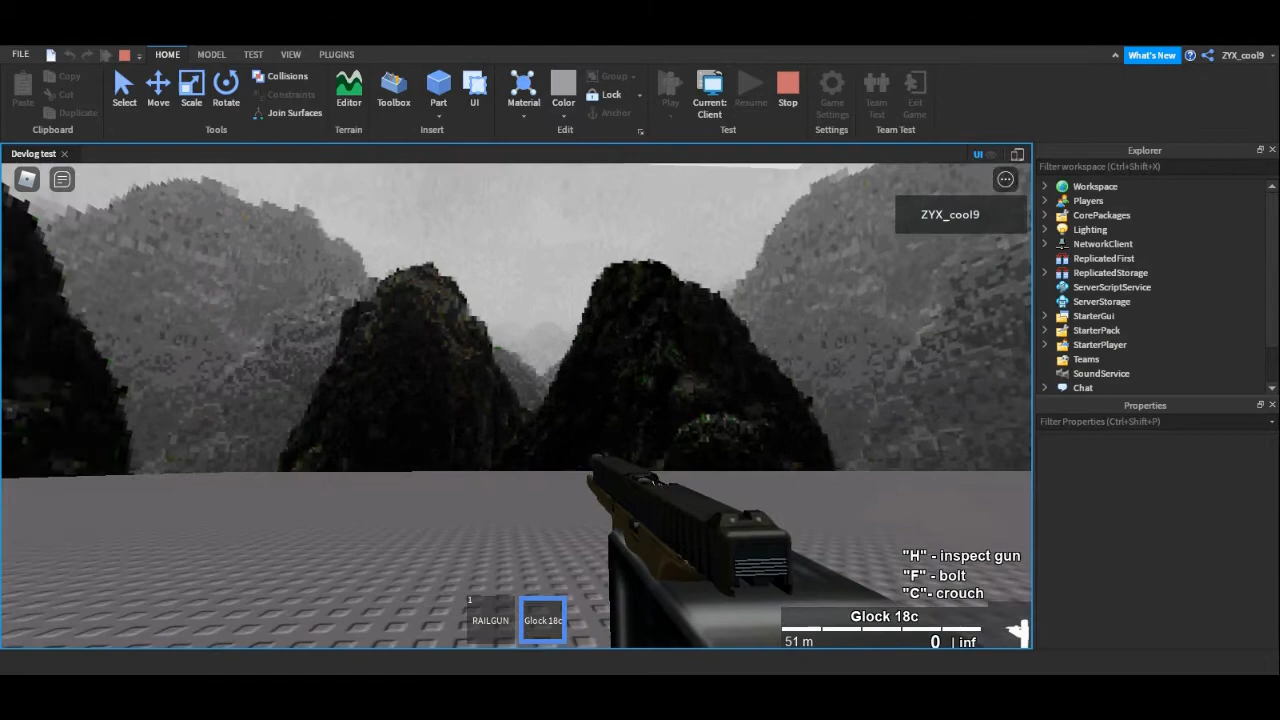 FILE HOME MODEL TEST VIEW PLUGINS What's New ZYX_cool9
Paste Copy Cut Duplicate Select Move Scale Rotate Collisions Constraints Join Surfaces Editor Toolbox Part UI Material Color Group Lock Anchor Play Current: Client Resume Stop Game Settings Team Test Exit Game
Clipboard Tools Terrain Insert Edit Test Settings Team Test
Devlog test UI
Explorer
Filter workspace (Ctrl+Shift+X)
Workspace
Players
CorePackages
Lighting
NetworkClient
ReplicatedFirst
ReplicatedStorage
ServerScriptService
ServerStorage
StarterGui
StarterPack
StarterPlayer
Teams
SoundService
Chat
Properties
Filter Properties (Ctrl+Shift+P)
ZYX_cool9
"H" - inspect gun
"F" - bolt
"C"- crouch
1
RAILGUN Glock 18c
Glock 18c
51 m 0 | inf